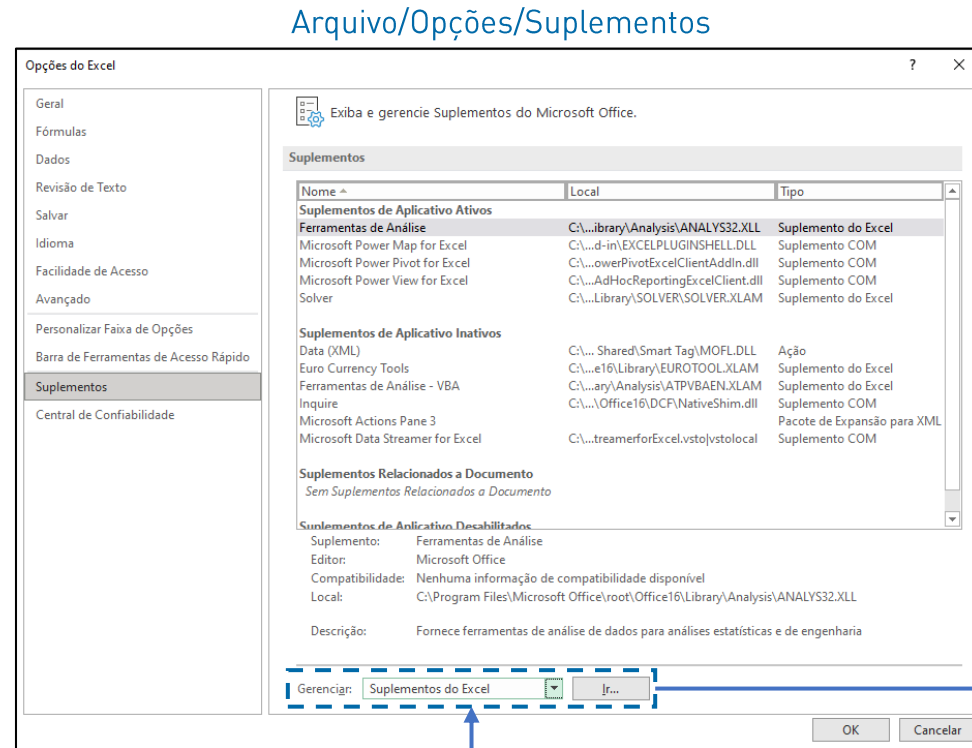 Arquivo/Opções/Suplementos
Opções do Excel
?
Geral
Fórmulas
Dados
Revisão de Texto
Salvar
Idioma
Facilidade de Acesso
Avançado
Personalizar Faixa de Opções
Barra de Ferramentas de Acesso Rápido
Suplementos
Central de Confiabilidade
Exiba e gerencie Suplementos do Microsoft Office.
Suplementos
Nome Local Tipo
Suplementos de Aplicativo Ativos
Ferramentas de Análise C:\...ibrary\Analysis\ANALYS32.XLL Suplemento do Excel
Microsoft Power Map for Excel C:\...d-in\EXCELPLUGINSHELL.DLL Suplemento COM
Microsoft Power Pivot for Excel C:\...owerPivotExcelClientAddIn.dll Suplemento COM
Microsoft Power View for Excel C:\...AdHocReportingExcelClient.dll Suplemento COM
Solver C:\...Library\SOLVER\SOLVER.XLAM Suplemento do Excel
Suplementos de Aplicativo Inativos
Data (XML) C:\... Shared\Smart Tag\MOFL.DLL Ação
Euro Currency Tools C:\...e16\Library\EUROTOOL.XLAM Suplemento do Excel
Ferramentas de Análise - VBA C:\...ary\Analysis\ATPVBAEN.XLAM Suplemento do Excel
Inquire C:\...\Office16\DCF\NativeShim.dll Suplemento COM
Microsoft Actions Pane 3 Pacote de Expansão para XML
Microsoft Data Streamer for Excel C:\...treamerforExcel.vsto|vstolocal Suplemento COM
Suplementos Relacionados a Documento
Sem Suplementos Relacionados a Documento
Suplementos de Aplicativo Desabilitados
Suplemento: Ferramentas de Análise
Editor: Microsoft Office
Compatibilidade: Nenhuma informação de compatibilidade disponível
Local: C:\Program Files\Microsoft Office\root\Office16\Library\Analysis\ANALYS32.XLL
Descrição: Fornece ferramentas de análise de dados para análises estatísticas e de engenharia
Gerenciar: Suplementos do Excel Ir...
OK Cancelar